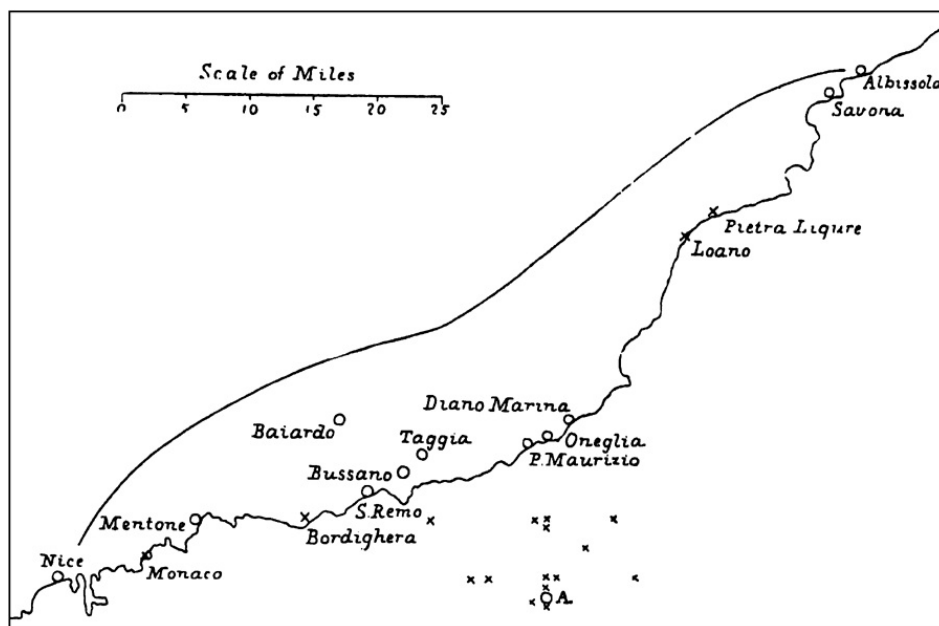 Scale of Miles
0 5 10 15 20 25
Albissola
Savona
Pietra Ligure
Loano
Diano Marina
Baiardo
Taggia
Oneglia
P. Maurizio
Bussano
S. Remo
Mentone
Bordighera
Nice
Monaco
A.